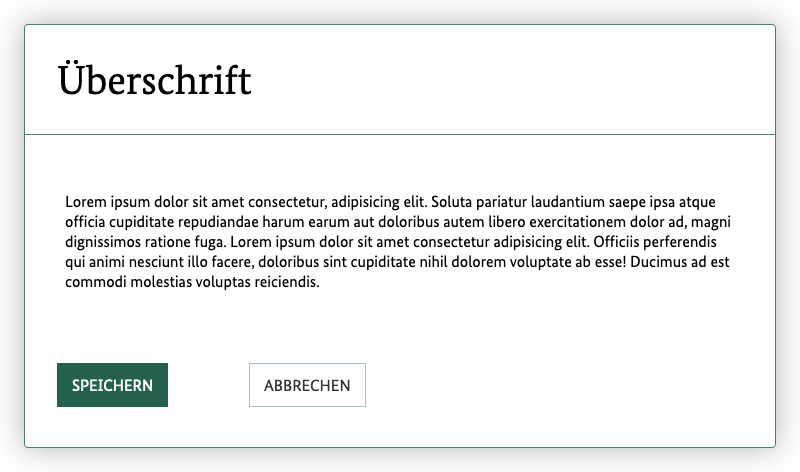 Überschrift
Lorem ipsum dolor sit amet consectetur, adipisicing elit. Soluta pariatur laudantium saepe ipsa atque
officia cupiditate repudiandae harum earum aut doloribus autem libero exercitationem dolor ad, magni
dignissimos ratione fuga. Lorem ipsum dolor sit amet consectetur adipisicing elit. Officiis perferendis
qui animi nesciunt illo facere, doloribus sint cupiditate nihil dolorem voluptate ab esse! Ducimus ad est
commodi molestias voluptas reiciendis.
SPEICHERN
ABBRECHEN